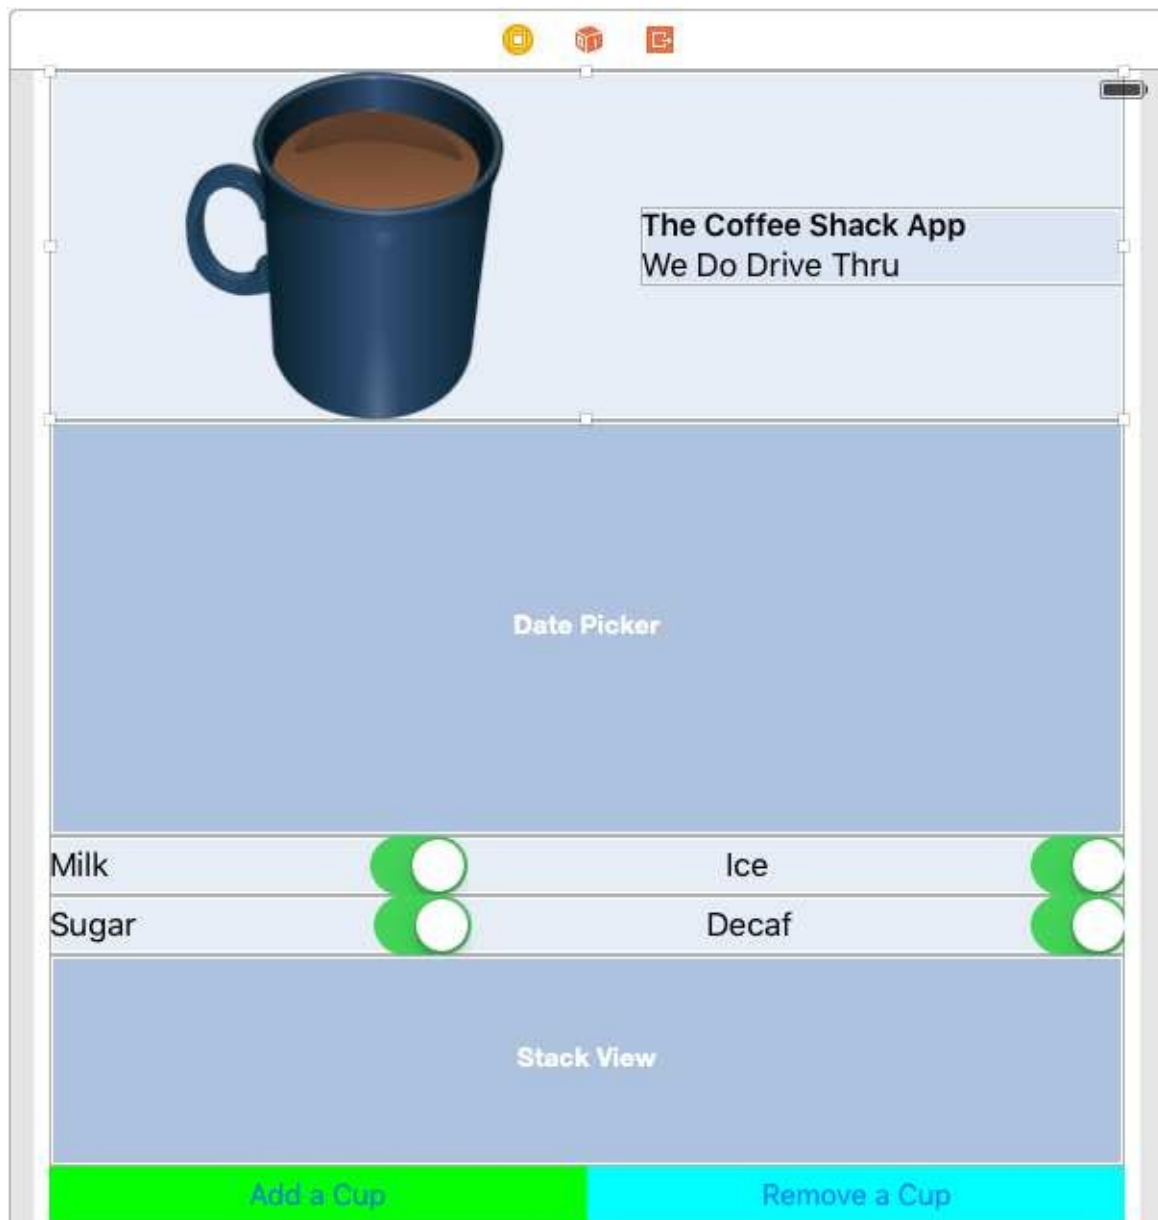 The Coffee Shack App
We Do Drive Thru
Date Picker
Milk
Ice
Sugar
Decaf
Stack View
Add a Cup
Remove a Cup